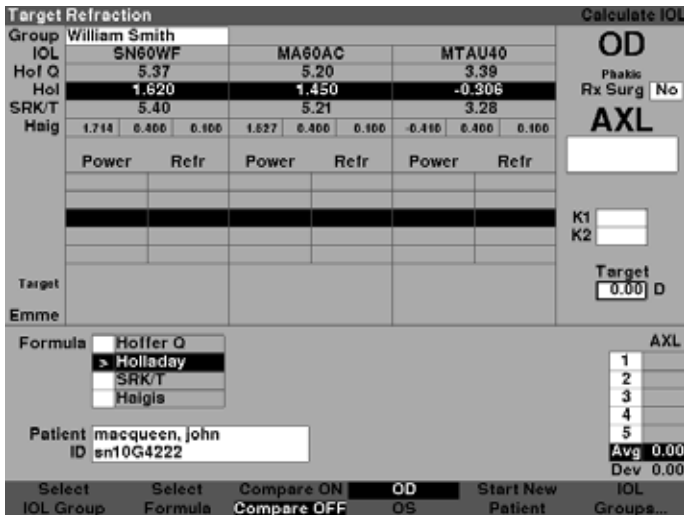 Target Refraction Calculate IOL
Group William Smith
IOL SN60WF MA60AC MTAU40 OD
Hof Q 5.37 5.20 3.39 Phakis
Hol 1.620 1.450 -0.306 Rx Surg No
SRK/T 5.40 5.21 3.28 AXL
Haig 1.714 0.400 0.100 1.527 0.400 0.100 -0.410 0.400 0.100
Power Refr Power Refr Power Refr
K1
K2
Target
Target 0.00 D
Emme
Formula Hoffer Q AXL
> Holladay 1
SRK/T 2
Haigis 3
4
Patient macqueen, john 5
ID sn10G4222 Avg 0.00
Dev 0.00
Select Select Compare ON OD Start New IOL
IOL Group Formula Compare OFF OS Patient Groups...